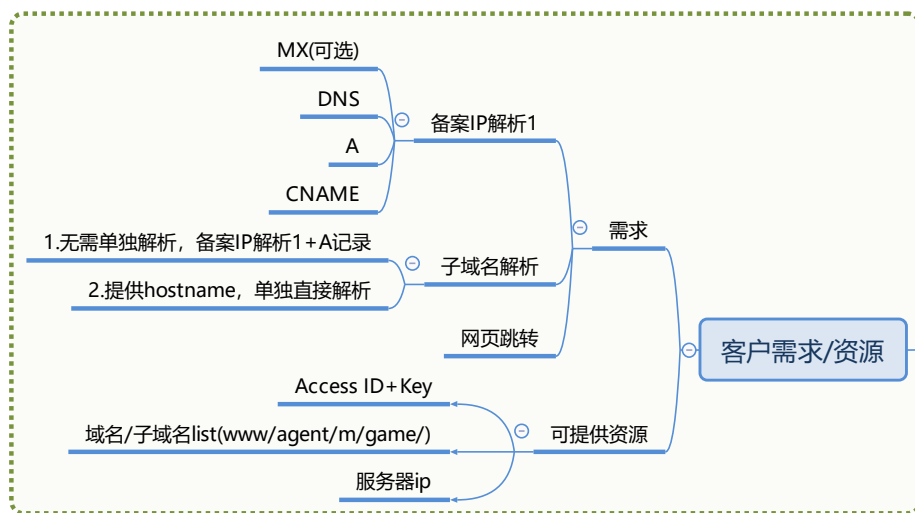 MX(可选)
DNS
备案IP解析1
A
CNAME
需求
1.无需单独解析，备案IP解析1+A记录
子域名解析
2.提供hostname，单独直接解析
网页跳转
客户需求/资源
Access ID+Key
域名/子域名list(www/agent/m/game/)
可提供资源
服务器ip